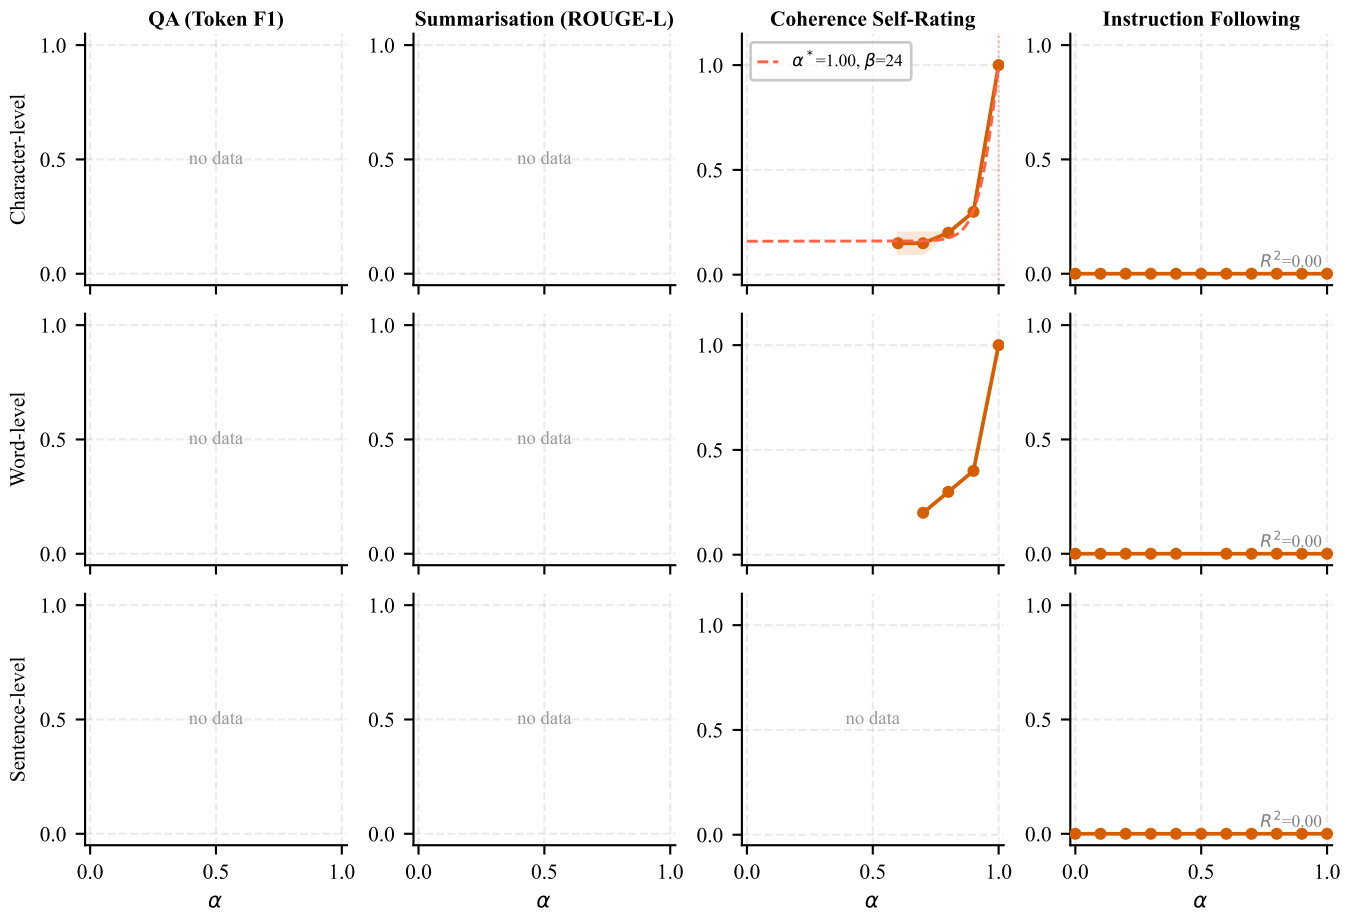 QA (Token F1) Summarisation (ROUGE-L) Coherence Self-Rating Instruction Following
Character-level
1.0
0.5
0.0
no data
1.0
0.5
0.0
no data
1.0
0.5
0.0
α*=1.00, β=24
1.0
0.5
0.0
R²=0.00
Word-level
1.0
0.5
0.0
no data
1.0
0.5
0.0
no data
1.0
0.5
0.0
1.0
0.5
0.0
R²=0.00
Sentence-level
1.0
0.5
0.0
no data
1.0
0.5
0.0
no data
1.0
0.5
0.0
no data
1.0
0.5
0.0
R²=0.00
0.0 0.5 1.0 0.0 0.5 1.0 0.0 0.5 1.0 0.0 0.5 1.0
α α α α